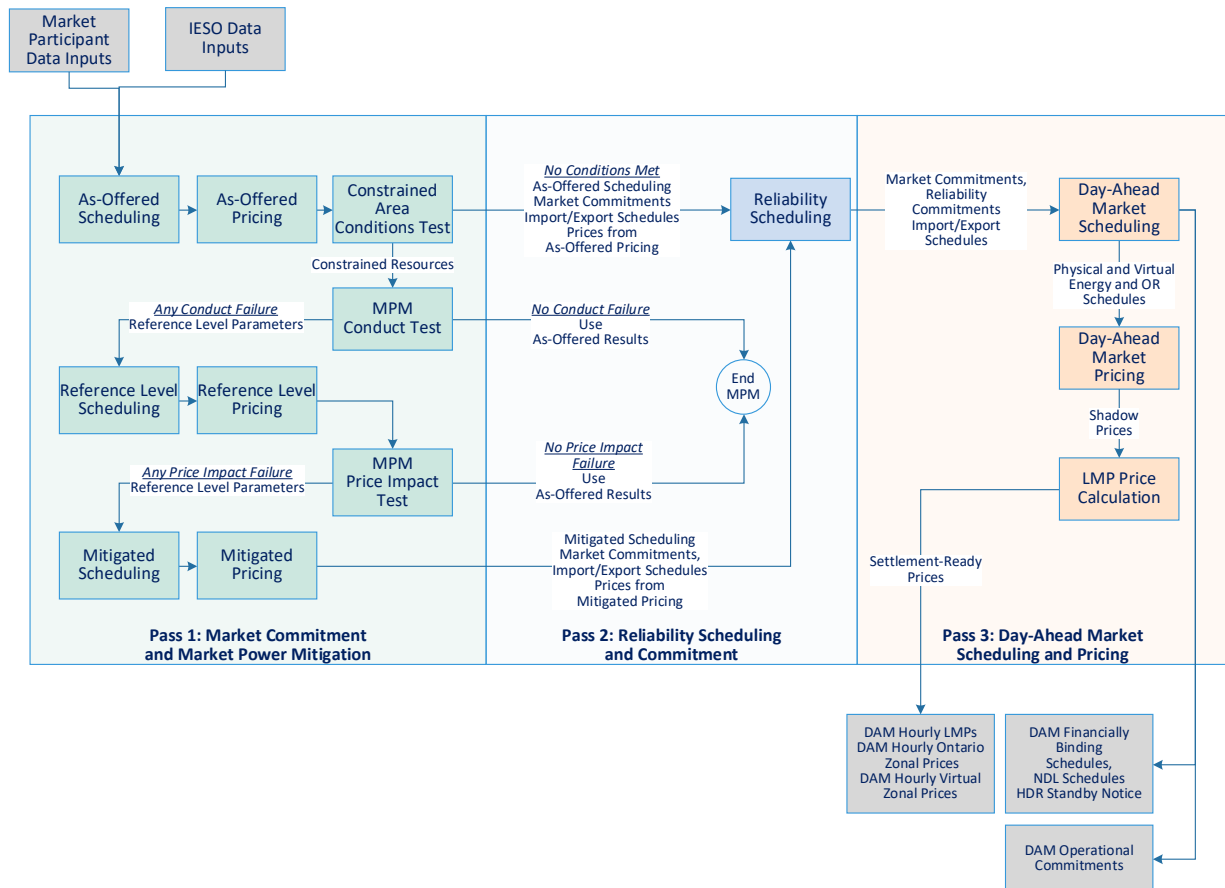 Market
Participant
Data Inputs
IESO Data
Inputs
As-Offered
Scheduling
As-Offered
Pricing
Constrained
Area
Conditions Test
No Conditions Met
As-Offered Scheduling
Market Commitments
Import/Export Schedules
Prices from
As-Offered Pricing
Reliability
Scheduling
Market Commitments,
Reliability
Commitments
Import/Export
Schedules
Day-Ahead
Market
Scheduling
Constrained Resources
Physical and Virtual
Energy and OR
Schedules
Any Conduct Failure
Reference Level Parameters
MPM
Conduct Test
No Conduct Failure
Use
As-Offered Results
Day-Ahead
Market
Pricing
Reference Level
Scheduling
Reference Level
Pricing
End
MPM
Shadow
Prices
Any Price Impact Failure
Reference Level Parameters
MPM
Price Impact
Test
No Price Impact
Failure
Use
As-Offered Results
LMP Price
Calculation
Mitigated
Scheduling
Mitigated
Pricing
Mitigated Scheduling
Market Commitments,
Import/Export Schedules
Prices from
Mitigated Pricing
Settlement-Ready
Prices
Pass 1: Market Commitment
and Market Power Mitigation
Pass 2: Reliability Scheduling
and Commitment
Pass 3: Day-Ahead Market
Scheduling and Pricing
DAM Hourly LMPs
DAM Hourly Ontario
Zonal Prices
DAM Hourly Virtual
Zonal Prices
DAM Financially
Binding
Schedules,
NDL Schedules
HDR Standby Notice
DAM Operational
Commitments